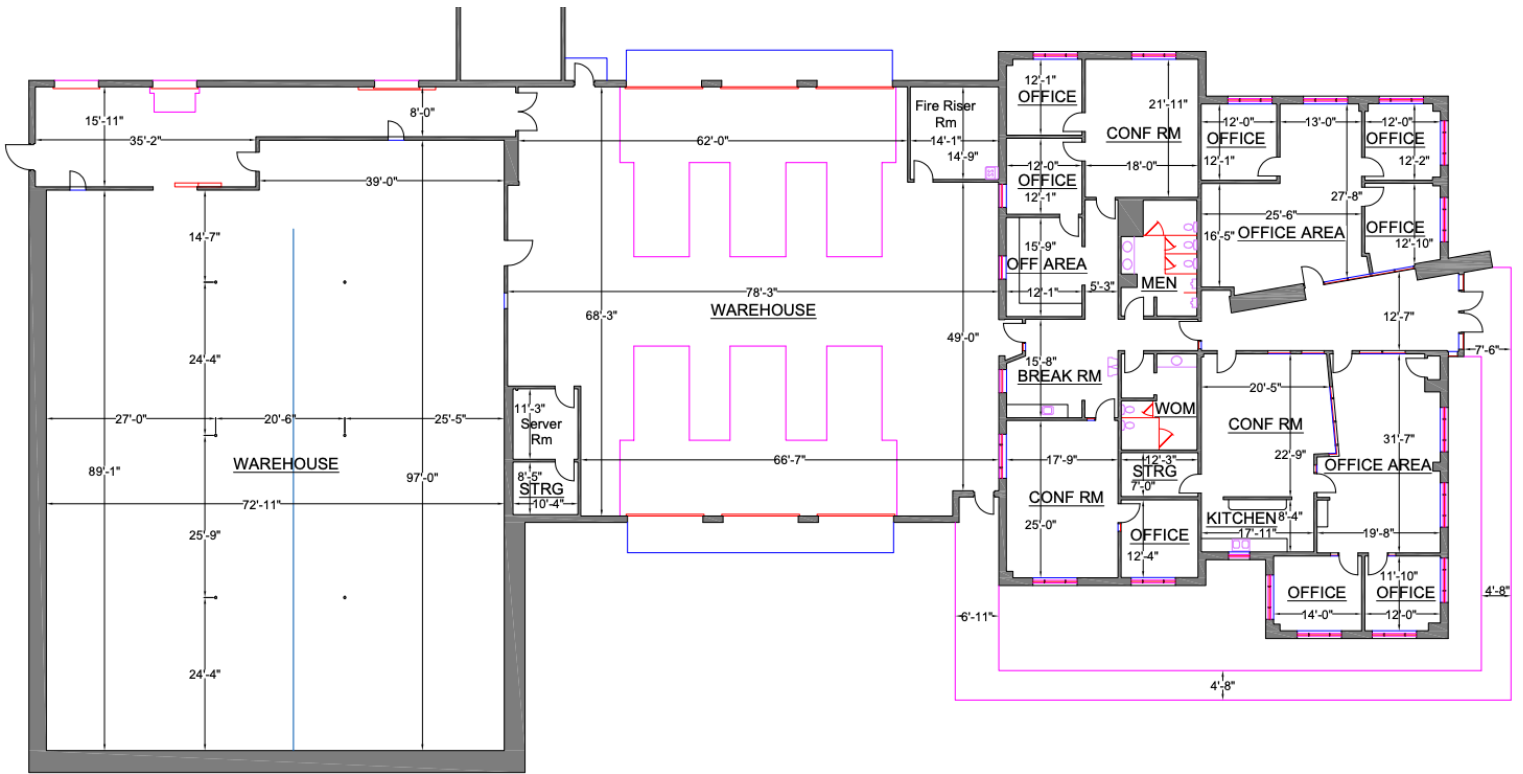 15'-11"
35'-2"
8'-0"
39'-0"
14'-7"
24'-4"
27'-0"
20'-6"
25'-5"
89'-1"
WAREHOUSE
97'-0"
72'-11"
25'-9"
24'-4"
62'-0"
Fire Riser
Rm
14'-1"
14'-9"
78'-3"
WAREHOUSE
68'-3"
49'-0"
11'-3"
Server
Rm
8'-5"
STRG
10'-4"
66'-7"
12'-1"
OFFICE
21'-11"
CONF RM
18'-0"
12'-0"
OFFICE
12'-1"
15'-9"
OFF AREA
12'-1"
5'-3"
MEN
12'-0"
OFFICE
12'-1"
13'-0"
12'-0"
OFFICE
12'-2"
27'-8"
25'-6"
OFFICE AREA
16'-5"
OFFICE
12'-10"
12'-7"
7'-6"
15'-8"
BREAK RM
WOM
20'-5"
CONF RM
22'-9"
31'-7"
OFFICE AREA
17'-9"
CONF RM
25'-0"
12'-3"
STRG
7'-0"
OFFICE
12'-4"
KITCHEN
8'-4"
17'-11"
19'-8"
OFFICE
14'-0"
11'-10"
OFFICE
12'-0"
4'-8"
6'-11"
4'-8"